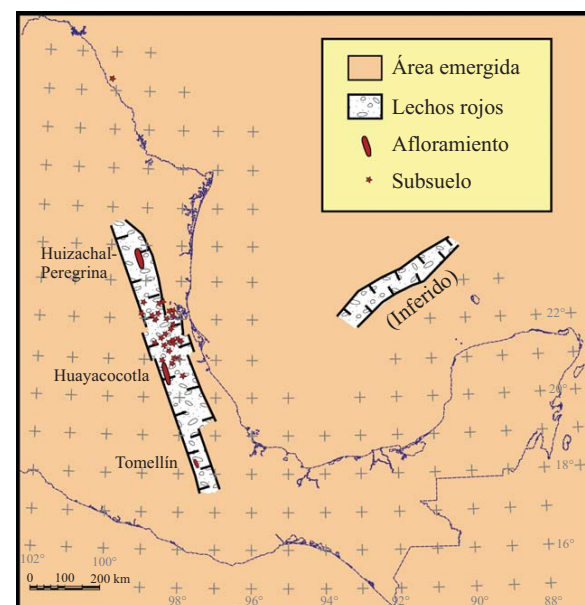 Área emergida
Lechos rojos
Afloramiento
Subsuelo
Huizachal-
Peregrina
(Inferido)
22°
Huayacocotla
20°
Tomellín
18°
16°
102°
100°
0 100 200 km
98°
96°
94°
92°
90°
88°